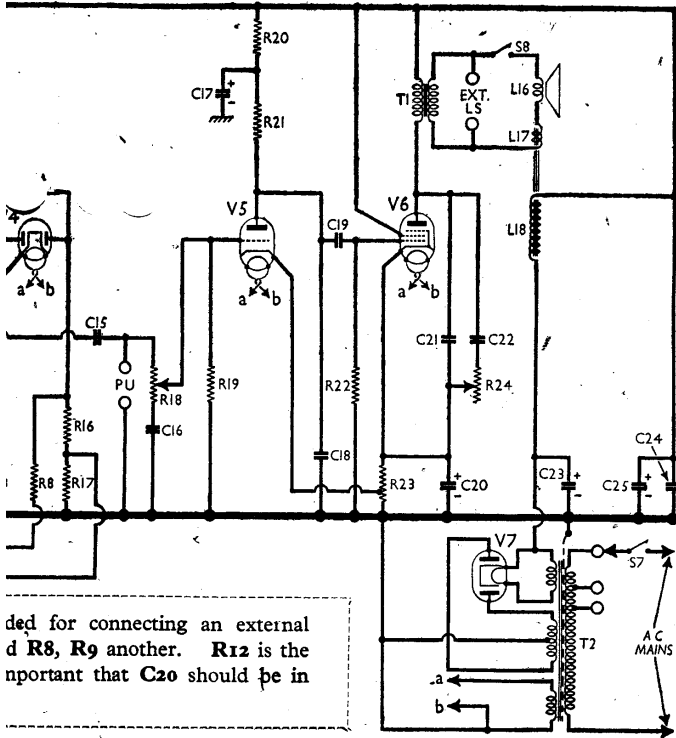 R20
S8
C17
+
-
R21
T1
EXT.
LS
L16
L17
4
V5
V6
C19
L18
a
b
a
b
a
b
C15
C21
C22
PU
R18
R19
R22
R24
C16
R16
C18
C24
R8
R17
R23
+
-
C20
C23
+
-
C25
+
-
V7
S7
T2
A C
MAINS
a
b
ded for connecting an external
d R8, R9 another. R12 is the
mportant that C20 should be in